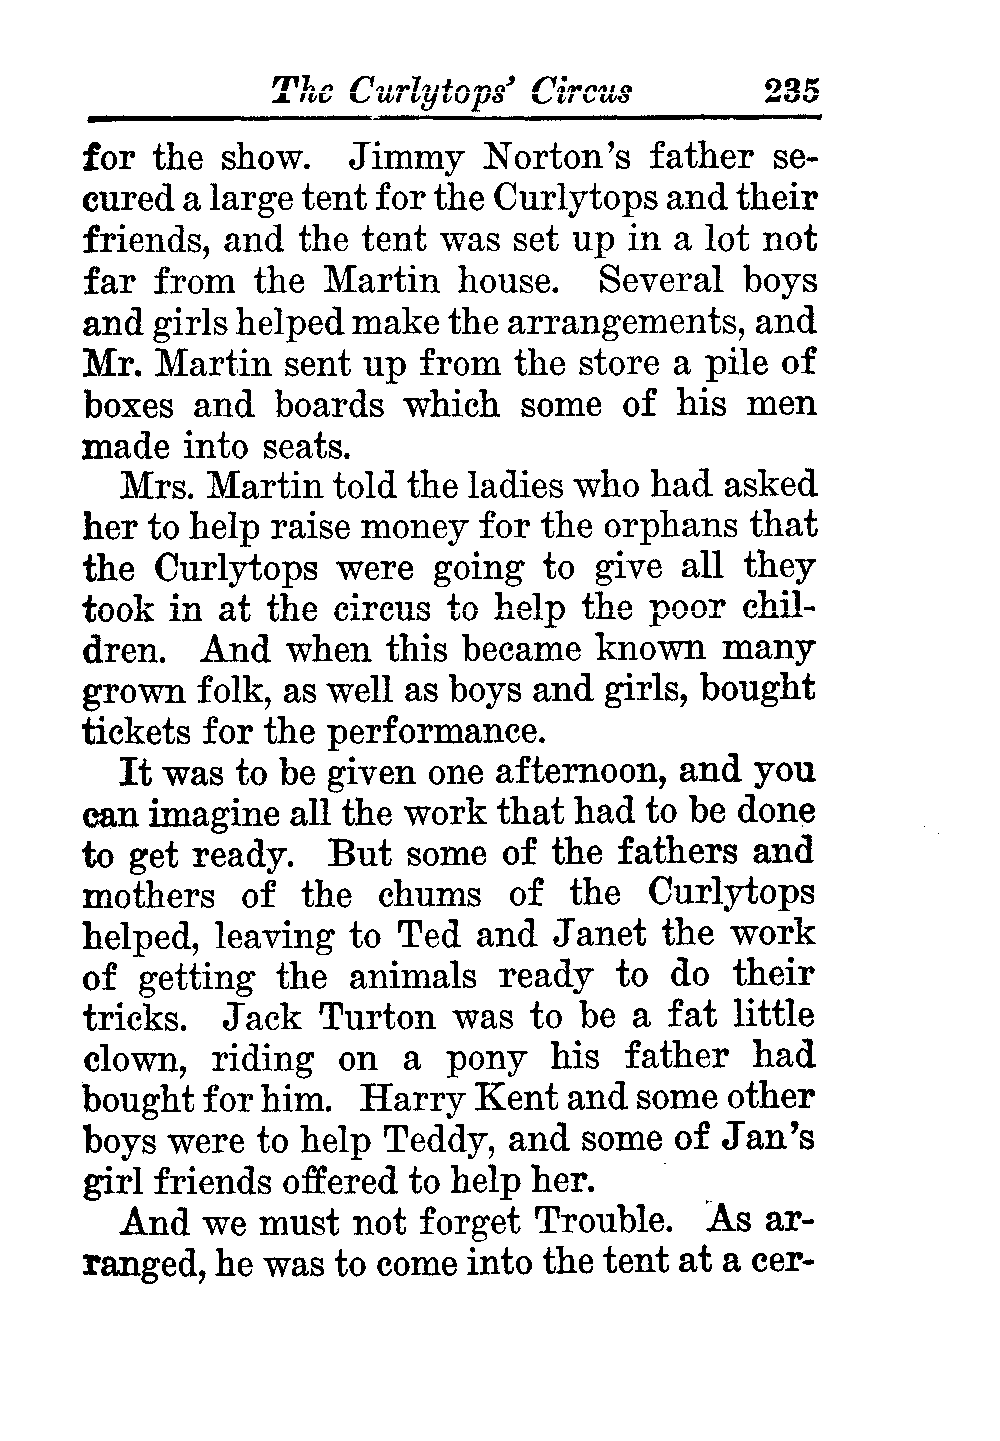 The Curlytops' Circus 235
for the show. Jimmy Norton's father se-
cured a large tent for the Curlytops and their
friends, and the tent was set up in a lot not
far from the Martin house. Several boys
and girls helped make the arrangements, and
Mr. Martin sent up from the store a pile of
boxes and boards which some of his men
made into seats.
Mrs. Martin told the ladies who had asked
her to help raise money for the orphans that
the Curlytops were going to give all they
took in at the circus to help the poor chil-
dren. And when this became known many
grown folk, as well as boys and girls, bought
tickets for the performance.
It was to be given one afternoon, and you
can imagine all the work that had to be done
to get ready. But some of the fathers and
mothers of the chums of the Curlytops
helped, leaving to Ted and Janet the work
of getting the animals ready to do their
tricks. Jack Turton was to be a fat little
clown, riding on a pony his father had
bought for him. Harry Kent and some other
boys were to help Teddy, and some of Jan's
girl friends offered to help her.
And we must not forget Trouble. As ar-
ranged, he was to come into the tent at a cer-